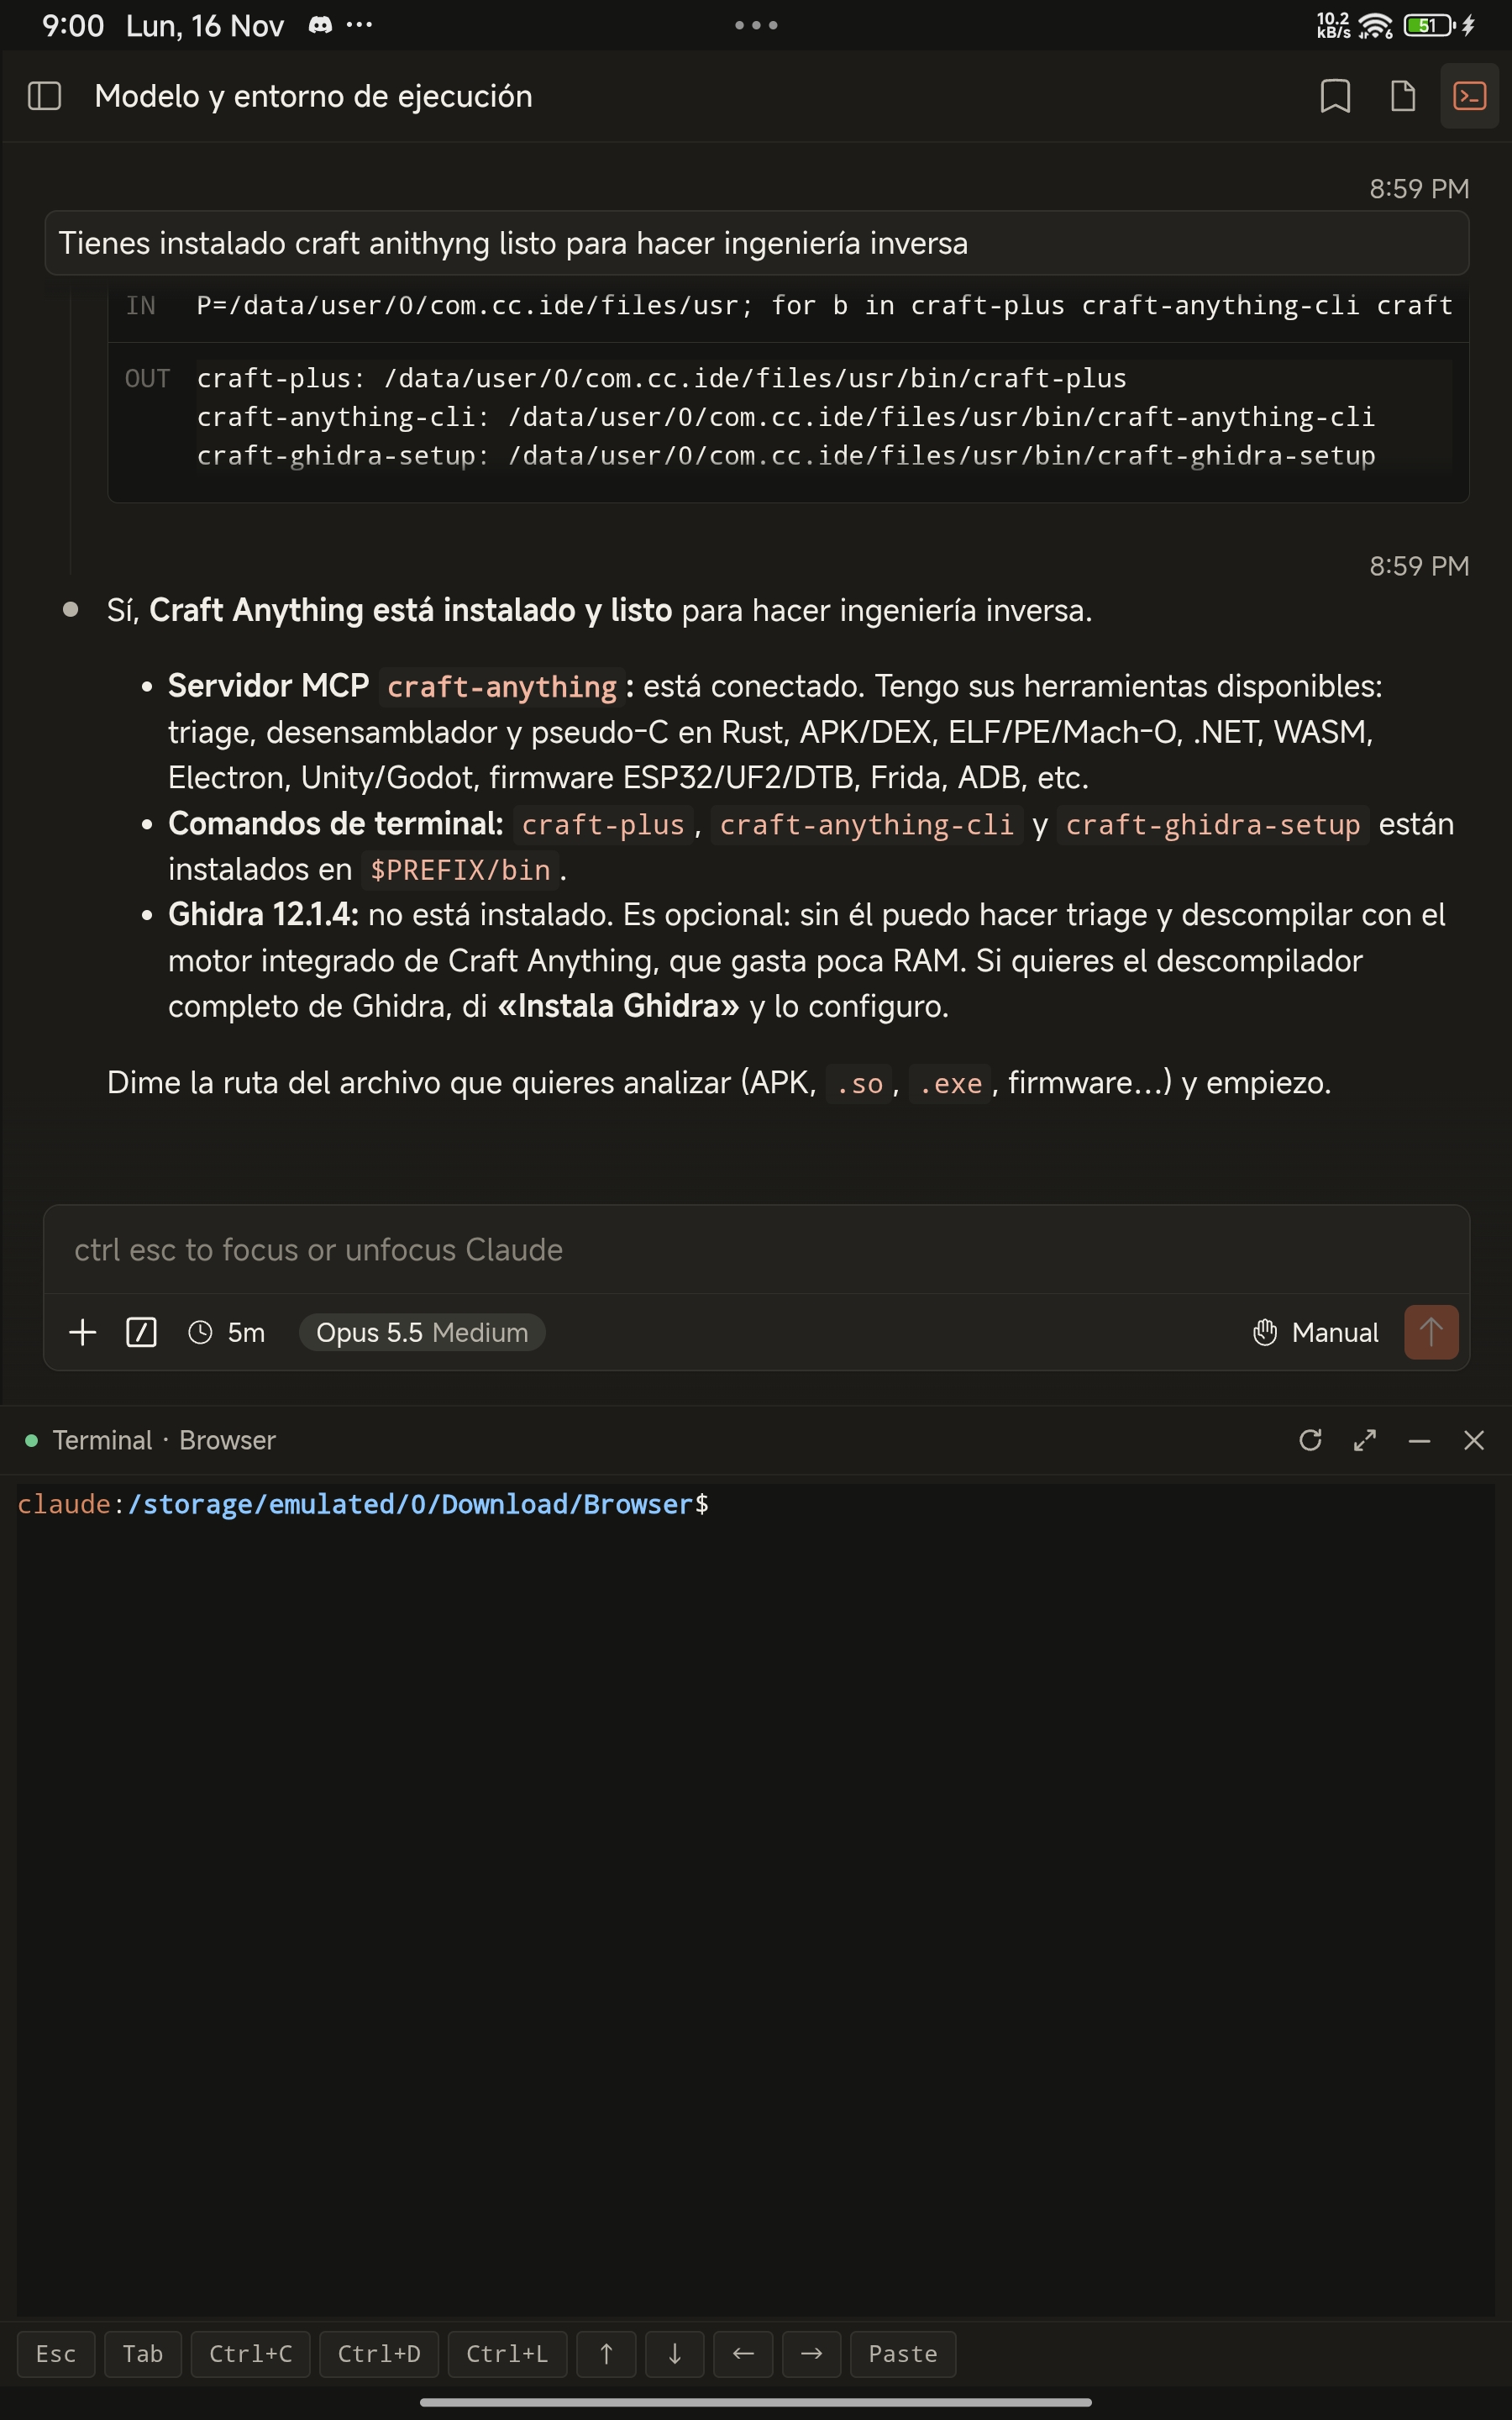 9:00 Lun, 16 Nov
10.2 kB/s 6 51
Modelo y entorno de ejecución
8:59 PM
Tienes instalado craft anithyng listo para hacer ingeniería inversa
IN P=/data/user/0/com.cc.ide/files/usr; for b in craft-plus craft-anything-cli craft
OUT craft-plus: /data/user/0/com.cc.ide/files/usr/bin/craft-plus
craft-anything-cli: /data/user/0/com.cc.ide/files/usr/bin/craft-anything-cli
craft-ghidra-setup: /data/user/0/com.cc.ide/files/usr/bin/craft-ghidra-setup
8:59 PM
Sí, Craft Anything está instalado y listo para hacer ingeniería inversa.
• Servidor MCP craft-anything: está conectado. Tengo sus herramientas disponibles:
triage, desensamblador y pseudo-C en Rust, APK/DEX, ELF/PE/Mach-O, .NET, WASM,
Electron, Unity/Godot, firmware ESP32/UF2/DTB, Frida, ADB, etc.
• Comandos de terminal: craft-plus, craft-anything-cli y craft-ghidra-setup están
instalados en $PREFIX/bin.
• Ghidra 12.1.4: no está instalado. Es opcional: sin él puedo hacer triage y descompilar con el
motor integrado de Craft Anything, que gasta poca RAM. Si quieres el descompilador
completo de Ghidra, di «Instala Ghidra» y lo configuro.
Dime la ruta del archivo que quieres analizar (APK, .so, .exe, firmware...) y empiezo.
ctrl esc to focus or unfocus Claude
5m Opus 5.5 Medium Manual
Terminal · Browser
claude:/storage/emulated/0/Download/Browser$
Esc Tab Ctrl+C Ctrl+D Ctrl+L ↑ ↓ ← → Paste